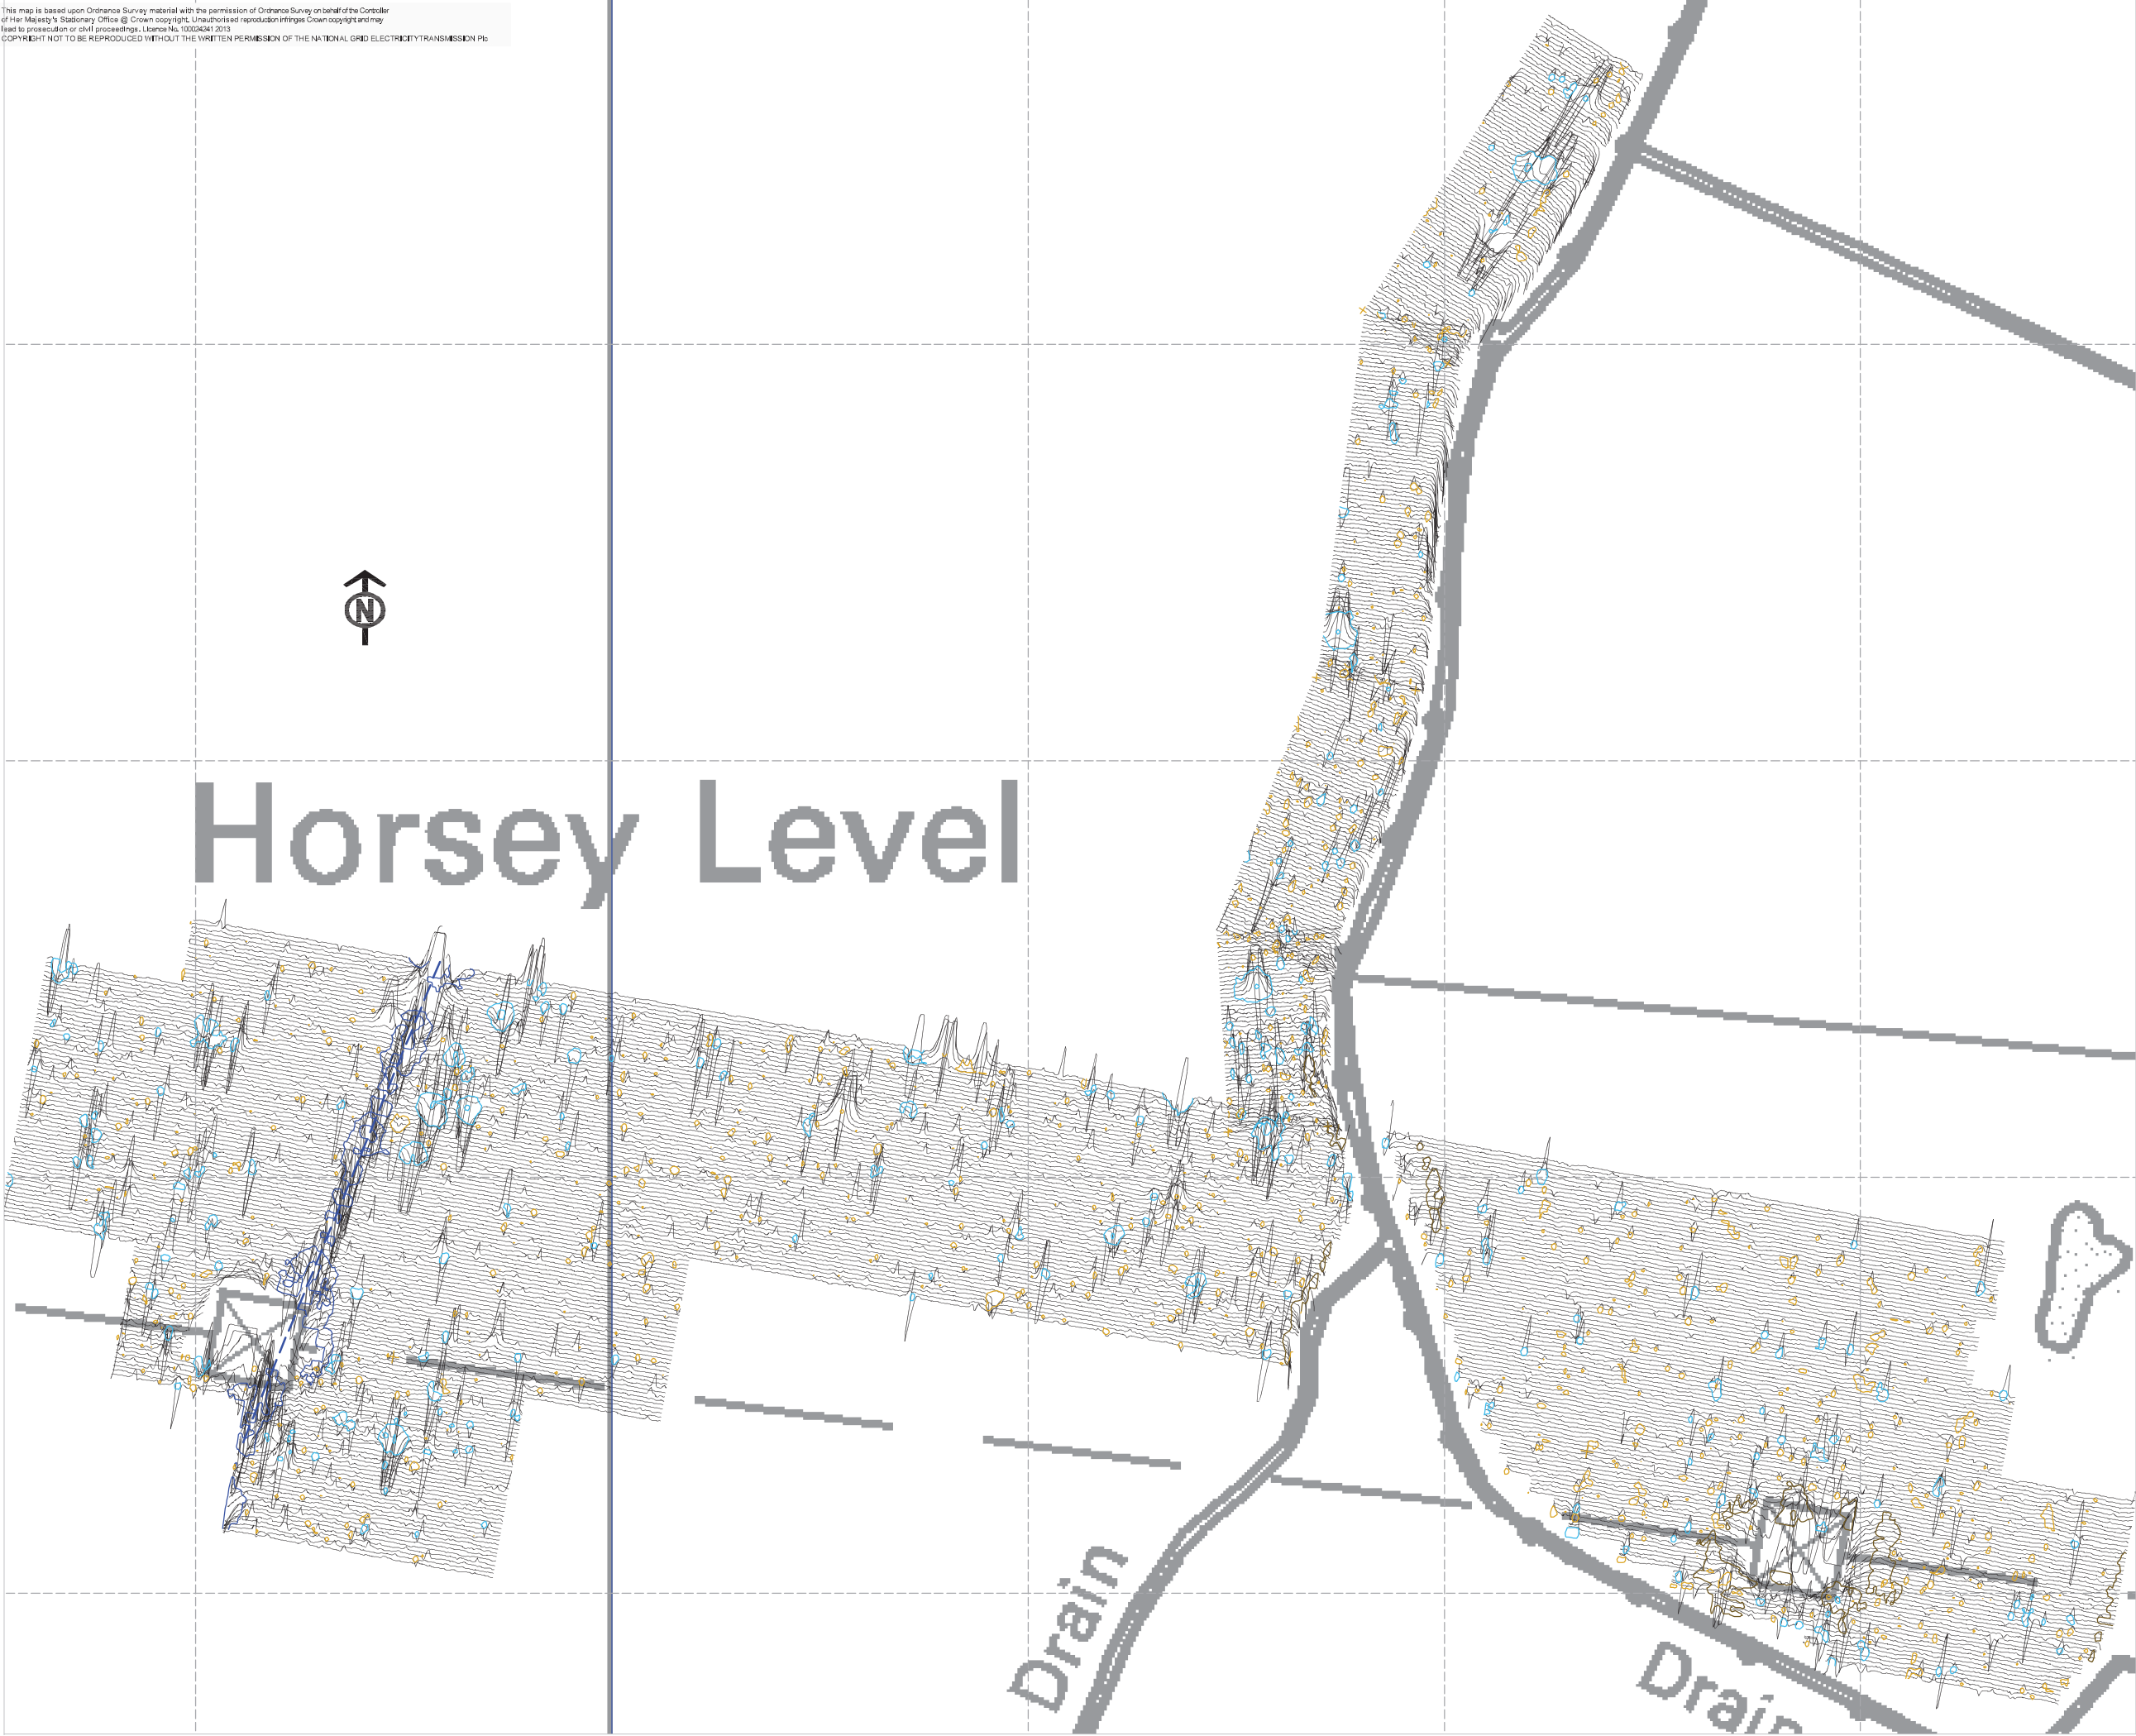 This map is based upon Ordnance Survey material with the permission of Ordnance Survey on behalf of the Controller
of Her Majesty's Stationary Office @ Crown copyright. Unauthorised reproduction infringes Crown copyright and may
lead to prosecution or civil proceedings. Licence No. 100024241 2013
COPYRIGHT NOT TO BE REPRODUCED WITHOUT THE WRITTEN PERMISSION OF THE NATIONAL GRID ELECTRICITY TRANSMISSION Plc
N
Horsey Level
Drain
Drain